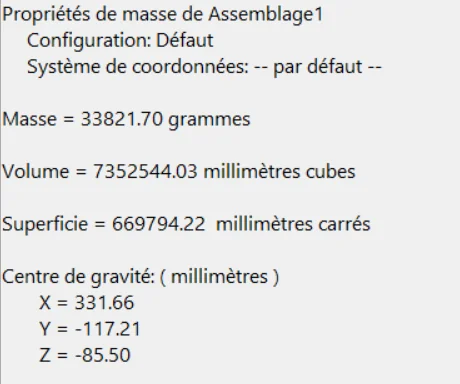 Propriétés de masse de Assemblage1
Configuration: Défaut
Système de coordonnées: -- par défaut --
Masse = 33821.70 grammes
Volume = 7352544.03 millimètres cubes
Superficie = 669794.22  millimètres carrés
Centre de gravité: ( millimètres )
X = 331.66
Y = -117.21
Z = -85.50